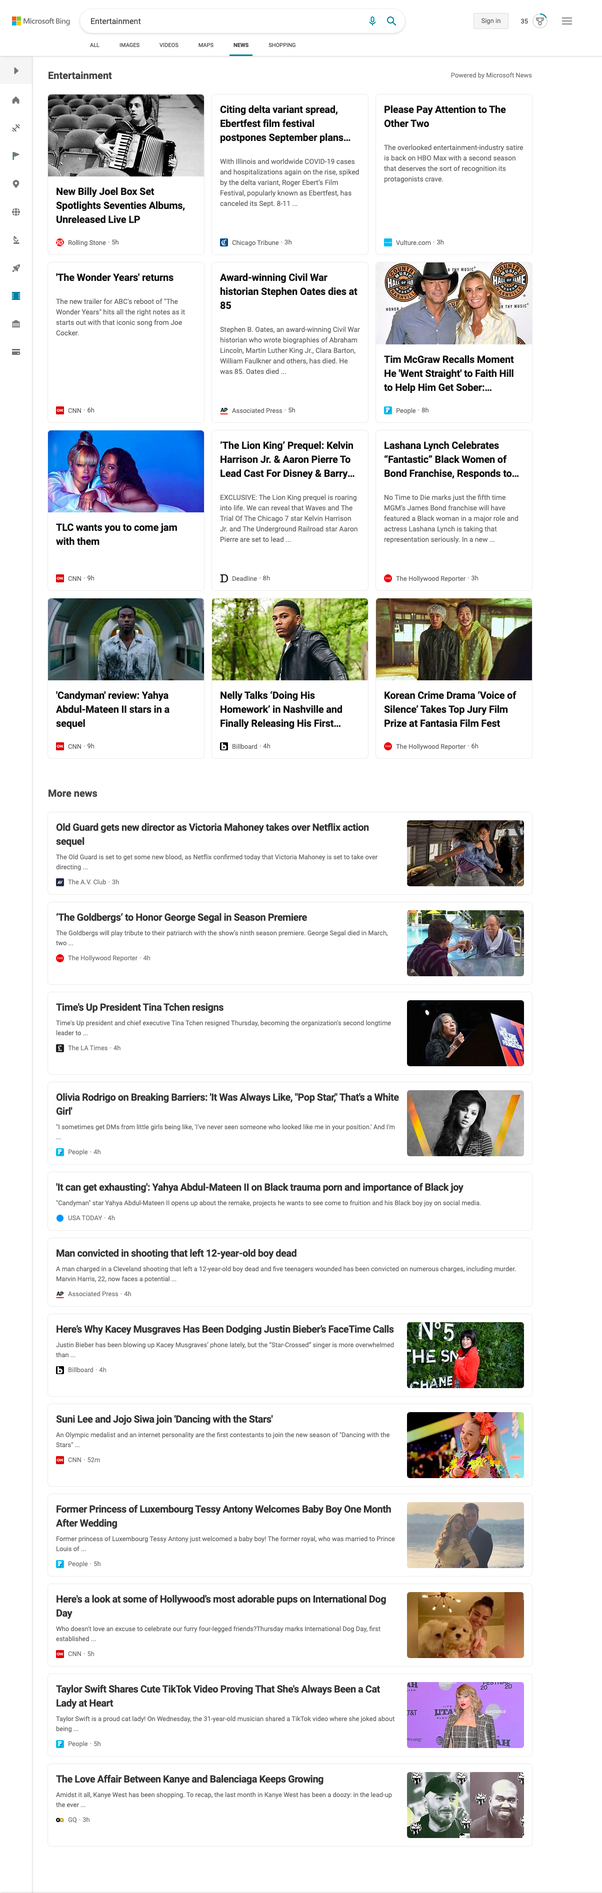 Microsoft Bing
Entertainment
Sign in
35
ALL
IMAGES
VIDEOS
MAPS
NEWS
SHOPPING
Entertainment
Powered by Microsoft News
New Billy Joel Box Set
Spotlights Seventies Albums,
Unreleased Live LP
Rolling Stone · 5h
Citing delta variant spread,
Ebertfest film festival
postpones September plans...
With Illinois and worldwide COVID-19 cases
and hospitalizations again on the rise, spiked
by the delta variant, Roger Ebert's Film
Festival, popularly known as Ebertfest, has
canceled its Sept. 8-11 ...
Chicago Tribune · 3h
Please Pay Attention to The
Other Two
The overlooked entertainment-industry satire
is back on HBO Max with a second season
that deserves the sort of recognition its
protagonists crave.
Vulture.com · 3h
'The Wonder Years' returns
The new trailer for ABC's reboot of "The
Wonder Years" hits all the right notes as it
starts out with that iconic song from Joe
Cocker.
CNN · 6h
Award-winning Civil War
historian Stephen Oates dies at
85
Stephen B. Oates, an award-winning Civil War
historian who wrote biographies of Abraham
Lincoln, Martin Luther King Jr., Clara Barton,
William Faulkner and others, has died. He
was 85. Oates died ...
AP Associated Press · 5h
Tim McGraw Recalls Moment
He 'Went Straight' to Faith Hill
to Help Him Get Sober:...
People · 8h
TLC wants you to come jam
with them
CNN · 9h
'The Lion King' Prequel: Kelvin
Harrison Jr. & Aaron Pierre To
Lead Cast For Disney & Barry...
EXCLUSIVE: The Lion King prequel is roaring
into life. We can reveal that Waves and The
Trial Of The Chicago 7 star Kelvin Harrison
Jr. and The Underground Railroad star Aaron
Pierre are set to lead ...
Deadline · 8h
Lashana Lynch Celebrates
“Fantastic” Black Women of
Bond Franchise, Responds to...
No Time to Die marks just the fifth time
MGM's James Bond franchise will have
featured a Black woman in a major role and
actress Lashana Lynch is taking that
representation seriously. In a new ...
The Hollywood Reporter · 3h
'Candyman' review: Yahya
Abdul-Mateen II stars in a
sequel
CNN · 9h
Nelly Talks ‘Doing His
Homework’ in Nashville and
Finally Releasing His First...
Billboard · 4h
Korean Crime Drama ‘Voice of
Silence’ Takes Top Jury Film
Prize at Fantasia Film Fest
The Hollywood Reporter · 6h
More news
Old Guard gets new director as Victoria Mahoney takes over Netflix action
sequel
The Old Guard is set to get some new blood, as Netflix confirmed today that Victoria Mahoney is set to take over
directing ...
The A.V. Club · 3h
‘The Goldbergs’ to Honor George Segal in Season Premiere
The Goldbergs will play tribute to their patriarch with the show's ninth season premiere. George Segal died in March,
two ...
The Hollywood Reporter · 4h
Time's Up President Tina Tchen resigns
Time's Up president and chief executive Tina Tchen resigned Thursday, becoming the organization's second longtime
leader to ...
The LA Times · 4h
Olivia Rodrigo on Breaking Barriers: 'It Was Always Like, "Pop Star," That's a White
Girl'
"I sometimes get DMs from little girls being like, 'I've never seen someone who looked like me in your position.' And I'm
...
People · 4h
'It can get exhausting': Yahya Abdul-Mateen II on Black trauma porn and importance of Black joy
"Candyman" star Yahya Abdul-Mateen II opens up about the remake, projects he wants to see come to fruition and his Black boy joy on social media.
USA TODAY · 4h
Man convicted in shooting that left 12-year-old boy dead
A man charged in a Cleveland shooting that left a 12-year-old boy dead and five teenagers wounded has been convicted on numerous charges, including murder.
Marvin Harris, 22, now faces a potential ...
AP Associated Press · 4h
Here's Why Kacey Musgraves Has Been Dodging Justin Bieber's FaceTime Calls
Justin Bieber has been blowing up Kacey Musgraves' phone lately, but the "Star-Crossed" singer is more overwhelmed
than ...
Billboard · 4h
Suni Lee and Jojo Siwa join 'Dancing with the Stars'
An Olympic medalist and an internet personality are the first contestants to join the new season of "Dancing with the
Stars" ...
CNN · 52m
Former Princess of Luxembourg Tessy Antony Welcomes Baby Boy One Month
After Wedding
Former princess of Luxembourg Tessy Antony just welcomed a baby boy! The former royal, who was married to Prince
Louis of ...
People · 5h
Here's a look at some of Hollywood's most adorable pups on International Dog
Day
Who doesn't love an excuse to celebrate our furry four-legged friends?Thursday marks International Dog Day, first
established ...
CNN · 5h
Taylor Swift Shares Cute TikTok Video Proving That She's Always Been a Cat
Lady at Heart
Taylor Swift is a proud cat lady! On Wednesday, the 31-year-old musician shared a TikTok video where she joked about
being ...
People · 5h
The Love Affair Between Kanye and Balenciaga Keeps Growing
Amidst it all, Kanye West has been shopping. To recap, the last month in Kanye West has been a doozy: in the lead-up
the ever ...
GQ · 3h